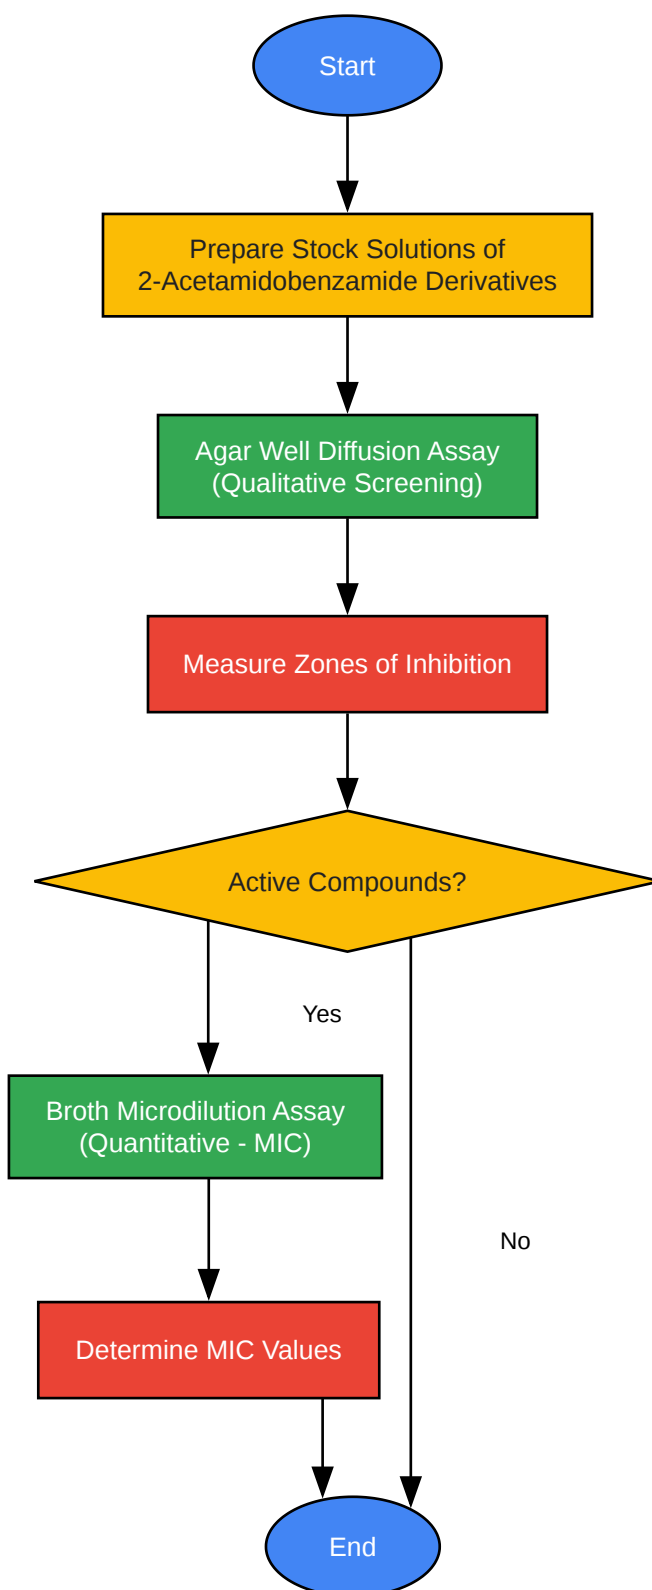 Start
Prepare Stock Solutions of
2-Acetamidobenzamide Derivatives
Agar Well Diffusion Assay
(Qualitative Screening)
Measure Zones of Inhibition
Active Compounds?
Yes
Broth Microdilution Assay
(Quantitative - MIC)
No
Determine MIC Values
End